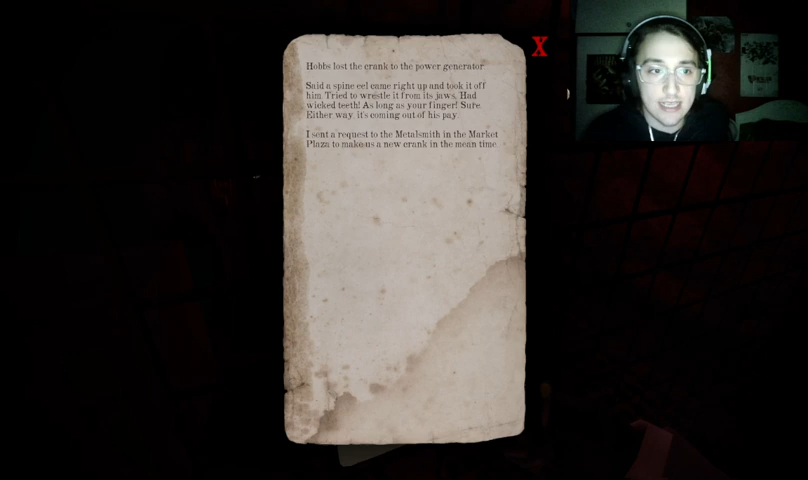 X
Hobbs lost the crank to the power generator.
Said a spine eel came right up and took it off
him. Tried to wrestle it from its jaws. Had
wicked teeth! As long as your finger! Sure.
Either way, it's coming out of his pay.
I sent a request to the Metalsmith in the Market
Plaza to make us a new crank in the mean time.